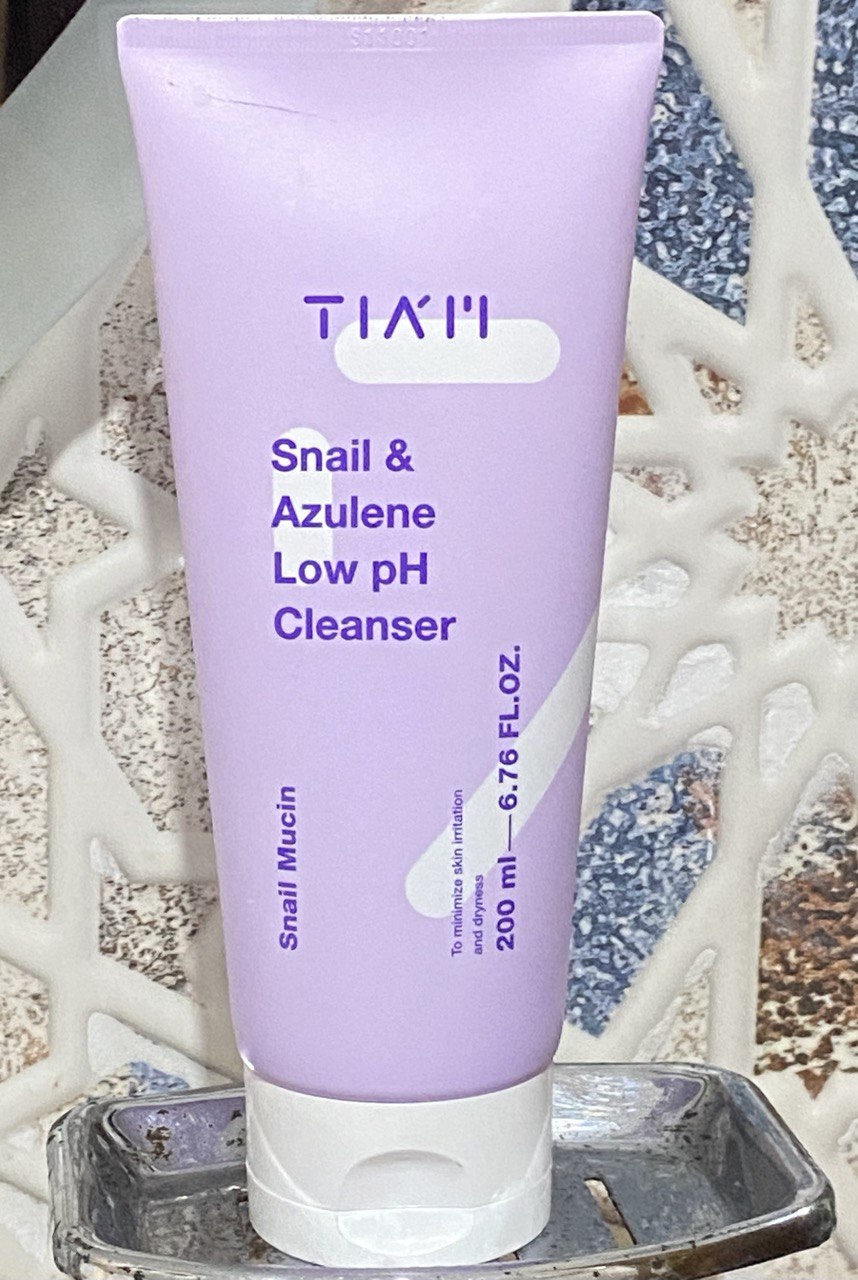 TIA'M
Snail &
Azulene
Low pH
Cleanser
Snail Mucin
To minimize skin irritation
and dryness
200 ml — 6.76 FL.OZ.